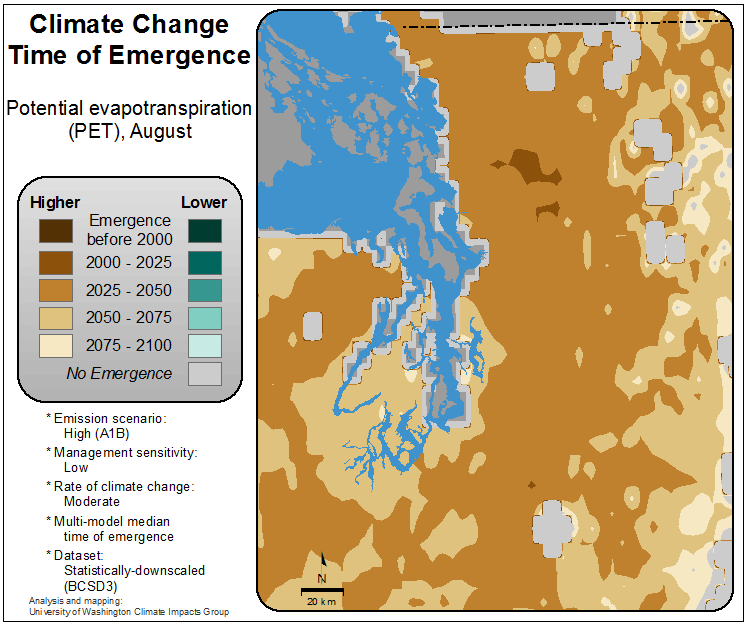 Climate Change
Time of Emergence
Potential evapotranspiration
(PET), August
Higher Lower
Emergence
before 2000
2000 - 2025
2025 - 2050
2050 - 2075
2075 - 2100
No Emergence
* Emission scenario:
High (A1B)
* Management sensitivity:
Low
* Rate of climate change:
Moderate
* Multi-model median
time of emergence
* Dataset:
Statistically-downscaled
(BCSD3)
Analysis and mapping:
University of Washington Climate Impacts Group
N
20 km